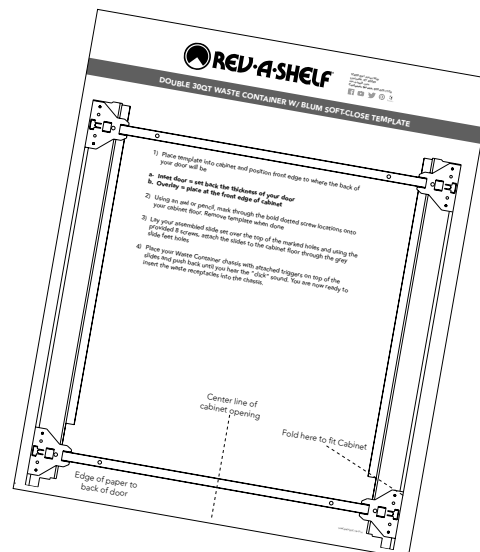 REV-A-SHELF
DOUBLE 30QT WASTE CONTAINER W/ BLUM SOFT-CLOSE TEMPLATE
1) Place template into cabinet and position front edge to where the back of
your door will be
a- Inlet door = set back the thickness of your door
b. Overlay = place at the front edge of cabinet
2) Using an awl or pencil, mark through the bold dotted screw locations onto
your cabinet floor. Remove template when done
3) Lay your assembled slide set over the top of the marked holes and using the
provided 8 screws, attach the slides to the cabinet floor through the grey
slide feet holes
4) Place your Waste Container chassis with attached triggers on top of the
slides and push back until you hear the "click" sound. You are now ready to
insert the waste receptacles into the chassis.
Center line of
cabinet opening
Fold here to fit Cabinet
Edge of paper to
back of door